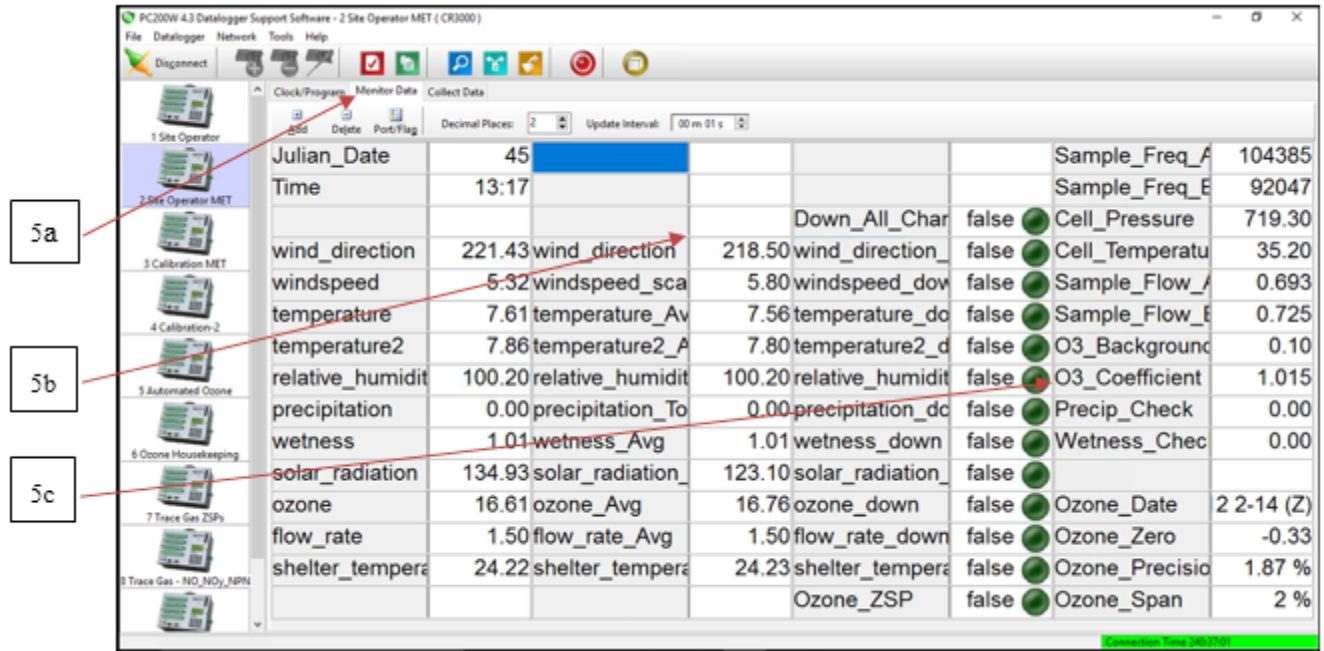 PC200W 4.3 Datalogger Support Software - 2 Site Operator MET ( CR3000 )
File Datalogger Network Tools Help
Disconnect
Clock/Program Monitor Data Collect Data
Add Delete Port/Flag Decimal Places: 2 Update Interval: 00 m 01 s
1 Site Operator
2 Site Operator MET
3 Calibration MET
4 Calibration-2
5 Automated Ozone
6 Ozone Housekeeping
7 Trace Gas ZSPs
8 Trace Gas - NO_NOy_NPN
5a
5b
5c
Julian_Date 45 Sample_Freq_A 104385
Time 13:17 Sample_Freq_B 92047
Down_All_Char false Cell_Pressure 719.30
wind_direction 221.43 wind_direction 218.50 wind_direction_ false Cell_Temperatu 35.20
windspeed 5.32 windspeed_sca 5.80 windspeed_dow false Sample_Flow_A 0.693
temperature 7.61 temperature_Av 7.56 temperature_do false Sample_Flow_B 0.725
temperature2 7.86 temperature2_A 7.80 temperature2_d false O3_Background 0.10
relative_humidit 100.20 relative_humidit 100.20 relative_humidit false O3_Coefficient 1.015
precipitation 0.00 precipitation_To 0.00 precipitation_do false Precip_Check 0.00
wetness 1.01 wetness_Avg 1.01 wetness_down false Wetness_Chec 0.00
solar_radiation 134.93 solar_radiation_ 123.10 solar_radiation_ false
ozone 16.61 ozone_Avg 16.76 ozone_down false Ozone_Date 2 2-14 (Z)
flow_rate 1.50 flow_rate_Avg 1.50 flow_rate_down false Ozone_Zero -0.33
shelter_tempera 24.22 shelter_tempera 24.23 shelter_tempera false Ozone_Precisio 1.87 %
Ozone_ZSP false Ozone_Span 2 %
Connection Time 240:37:01